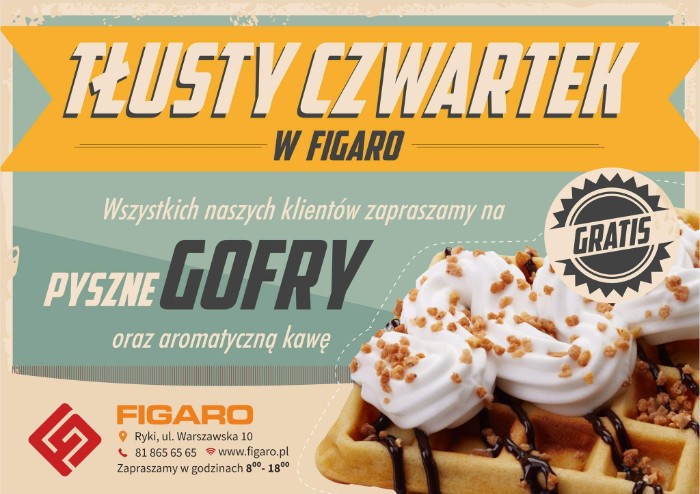 TŁUSTY CZWARTEK
W FIGARO
Wszystkich naszych klientów zapraszamy na
GRATIS
PYSZNE GOFRY
oraz aromatyczną kawę
FIGARO
Ryki, ul. Warszawska 10
81 865 65 65 www.figaro.pl
Zapraszamy w godzinach 8⁰⁰- 18⁰⁰